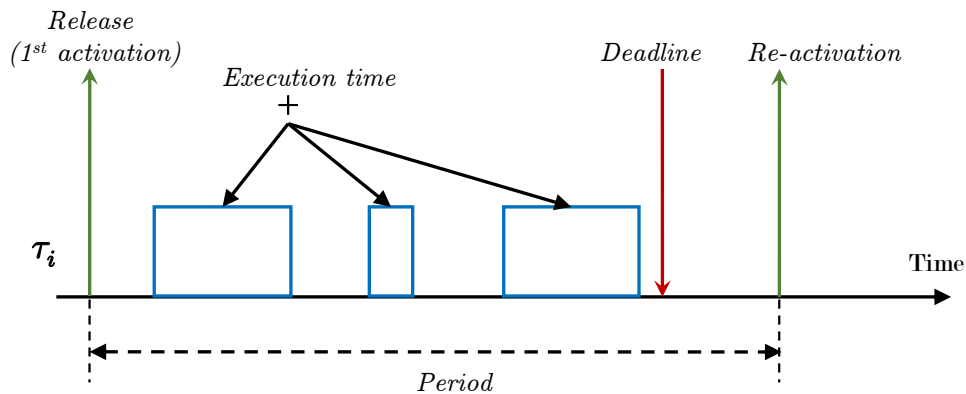 Release
(1st activation)
Deadline
Re-activation
Execution time
+
τi
Time
Period